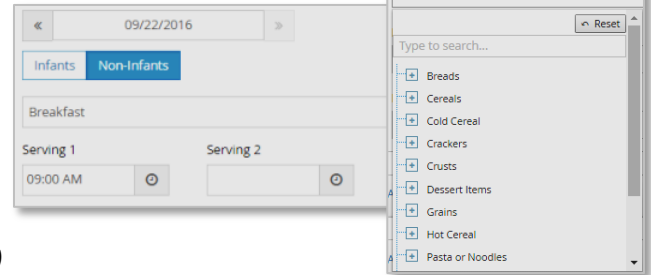 « 09/22/2016 »
Infants Non-Infants
Breakfast
Serving 1 Serving 2
09:00 AM
Reset
Type to search...
Breads
Cereals
Cold Cereal
Crackers
Crusts
Dessert Items
Grains
Hot Cereal
Pasta or Noodles